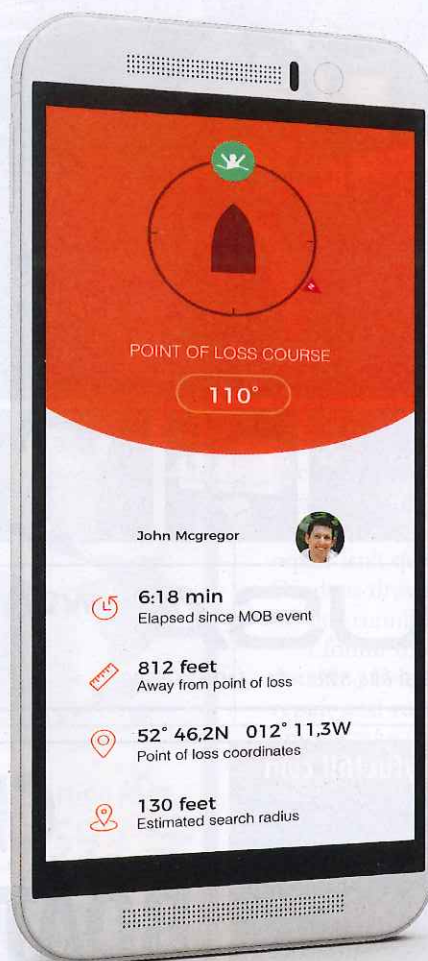 N
POINT OF LOSS COURSE
110°
John Mcgregor
6:18 min
Elapsed since MOB event
812 feet
Away from point of loss
52° 46,2N 012° 11,3W
Point of loss coordinates
130 feet
Estimated search radius